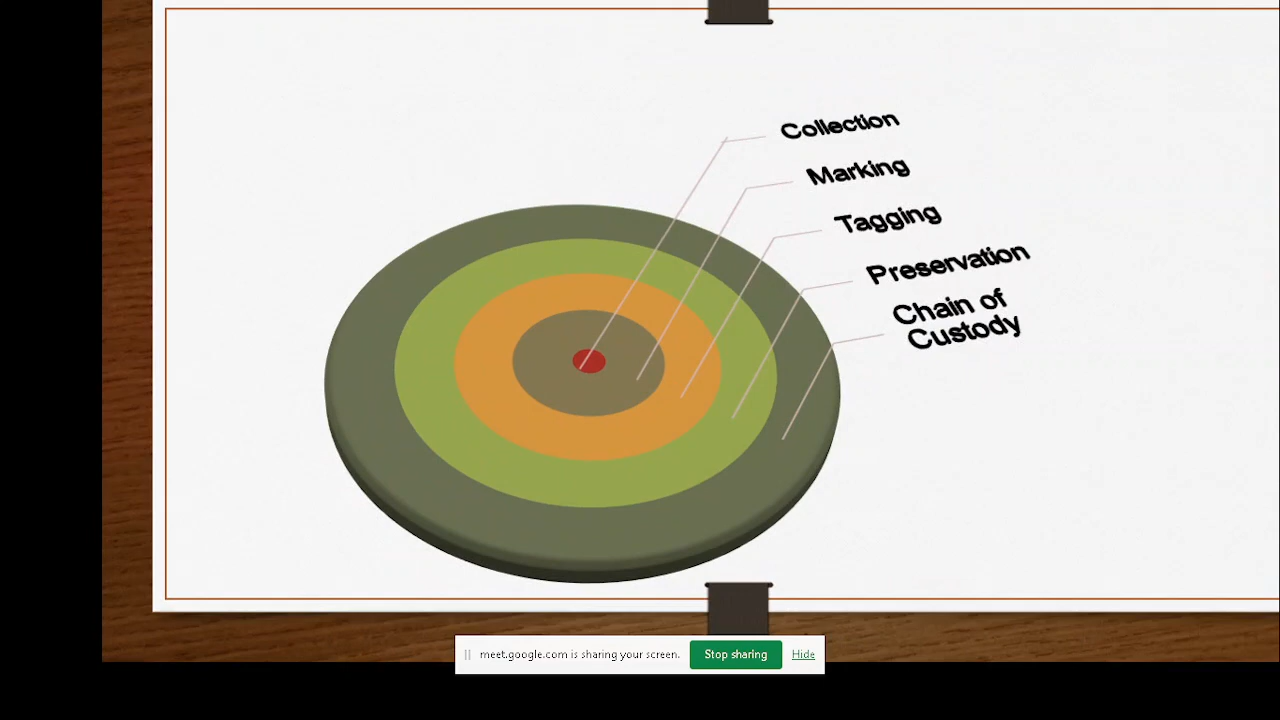 Collection
Marking
Tagging
Preservation
Chain of
Custody
meet.google.com is sharing your screen.
Stop sharing
Hide